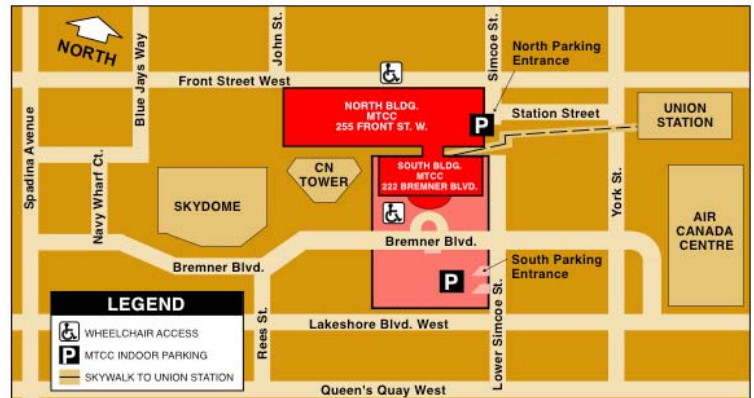 NORTH
Spadina Avenue
Blue Jays Way
John St.
Simcoe St.
North Parking
Entrance
Front Street West
NORTH BLDG.
MTCC
255 FRONT ST. W.
P
Station Street
UNION
STATION
Navy Wharf Ct.
SKYDOME
CN
TOWER
SOUTH BLDG.
MTCC
222 BREMNER BLVD.
York St.
AIR
CANADA
CENTRE
Bremner Blvd.
Bremner Blvd.
South Parking
Entrance
P
Rees St.
Lower Simcoe St.
Lakeshore Blvd. West
Queen's Quay West
LEGEND
WHEELCHAIR ACCESS
P MTCC INDOOR PARKING
SKYWALK TO UNION STATION